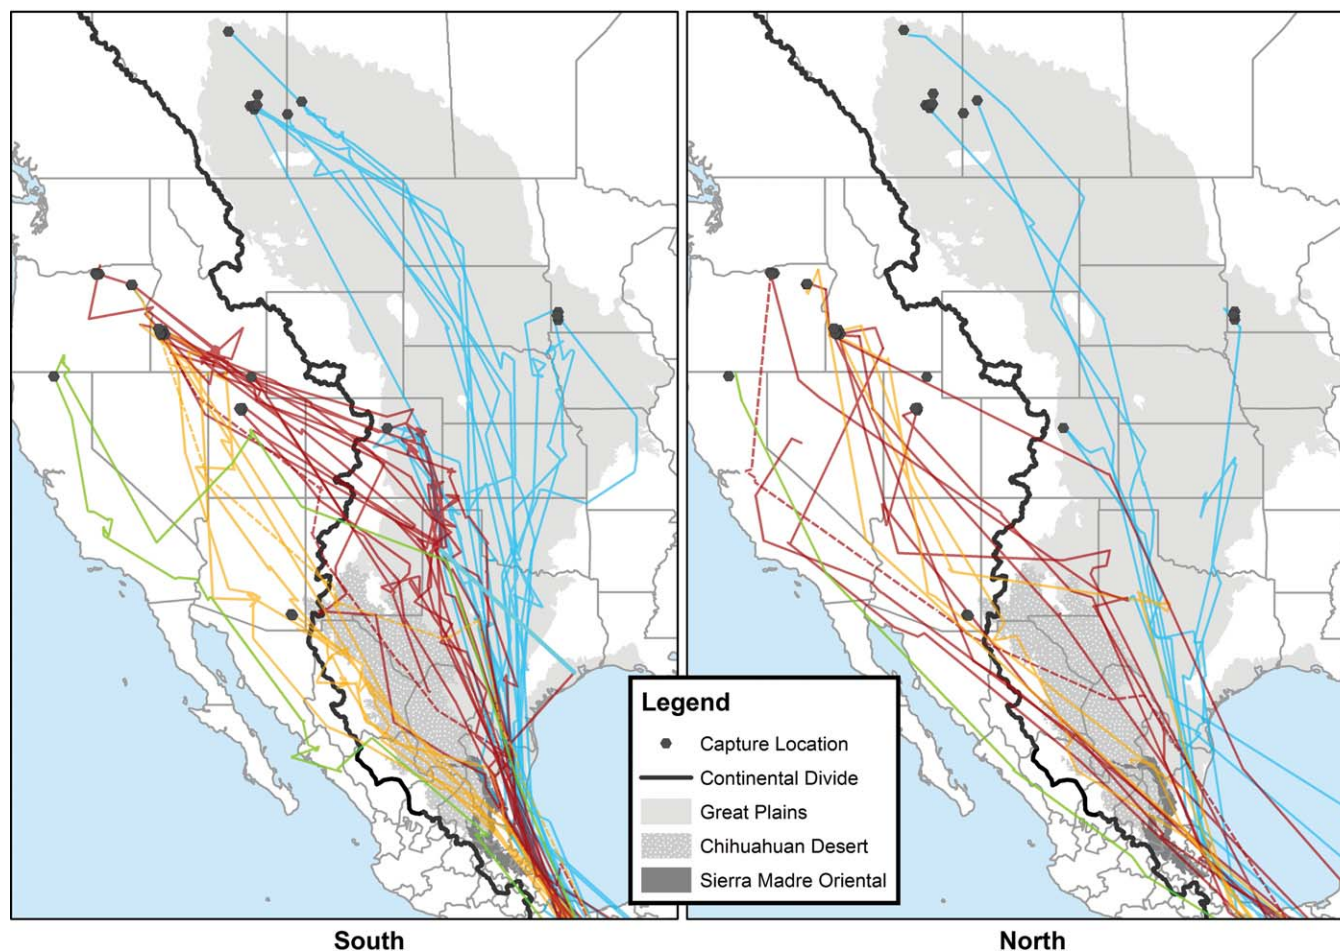 Legend
Capture Location
Continental Divide
Great Plains
Chihuahuan Desert
Sierra Madre Oriental
South
North